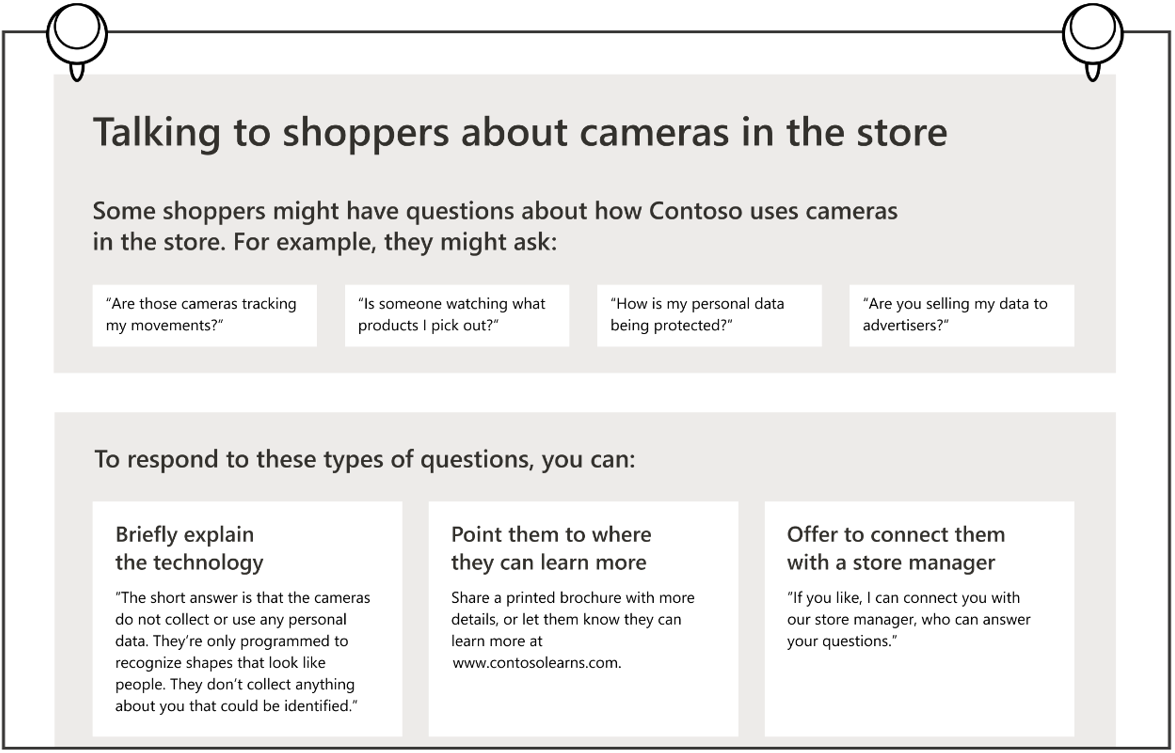 Talking to shoppers about cameras in the store
Some shoppers might have questions about how Contoso uses cameras
in the store. For example, they might ask:
“Are those cameras tracking
my movements?“
“Is someone watching what
products I pick out?“
“How is my personal data
being protected?“
“Are you selling my data to
advertisers?“
To respond to these types of questions, you can:
Briefly explain
the technology
“The short answer is that the cameras
do not collect or use any personal
data. They’re only programmed to
recognize shapes that look like
people. They don’t collect anything
about you that could be identified.”
Point them to where
they can learn more
Share a printed brochure with more
details, or let them know they can
learn more at
www.contosolearns.com.
Offer to connect them
with a store manager
“If you like, I can connect you with
our store manager, who can answer
your questions.”